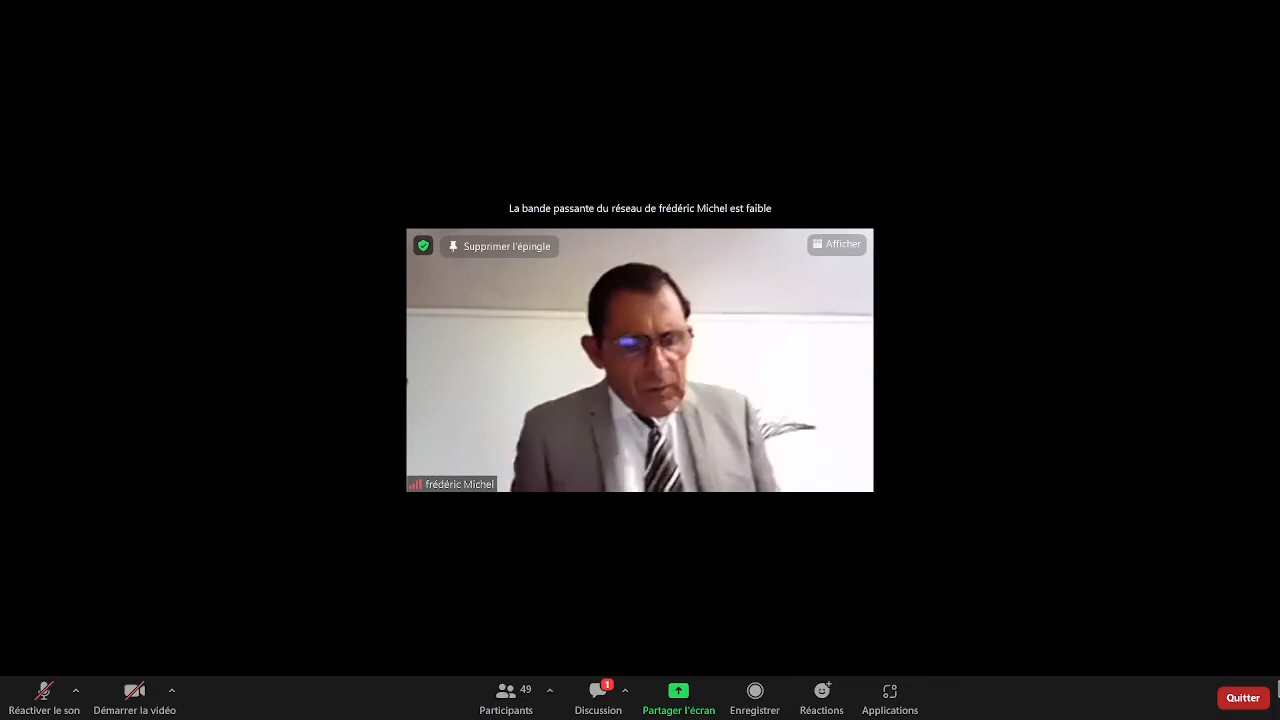 La bande passante du réseau de frédéric Michel est faible
Supprimer l'épingle
Afficher
frédéric Michel
49
1
Réactiver le son
Démarrer la vidéo
Participants
Discussion
Partager l'écran
Enregistrer
Réactions
Applications
Quitter